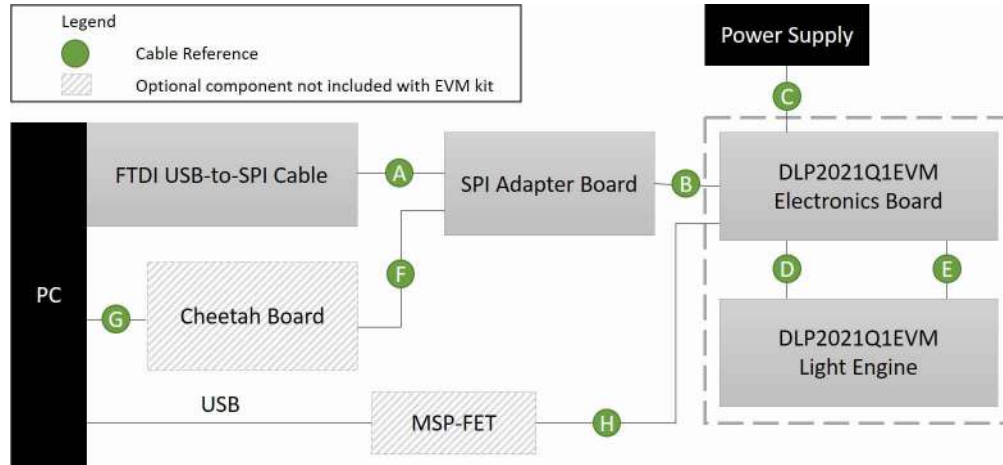 Legend
Cable Reference
Optional component not included with EVM kit
Power Supply
C
FTDI USB-to-SPI Cable
A
SPI Adapter Board
B
DLP2021Q1EVM
Electronics Board
F
D
E
PC
G
Cheetah Board
DLP2021Q1EVM
Light Engine
USB
MSP-FET
H